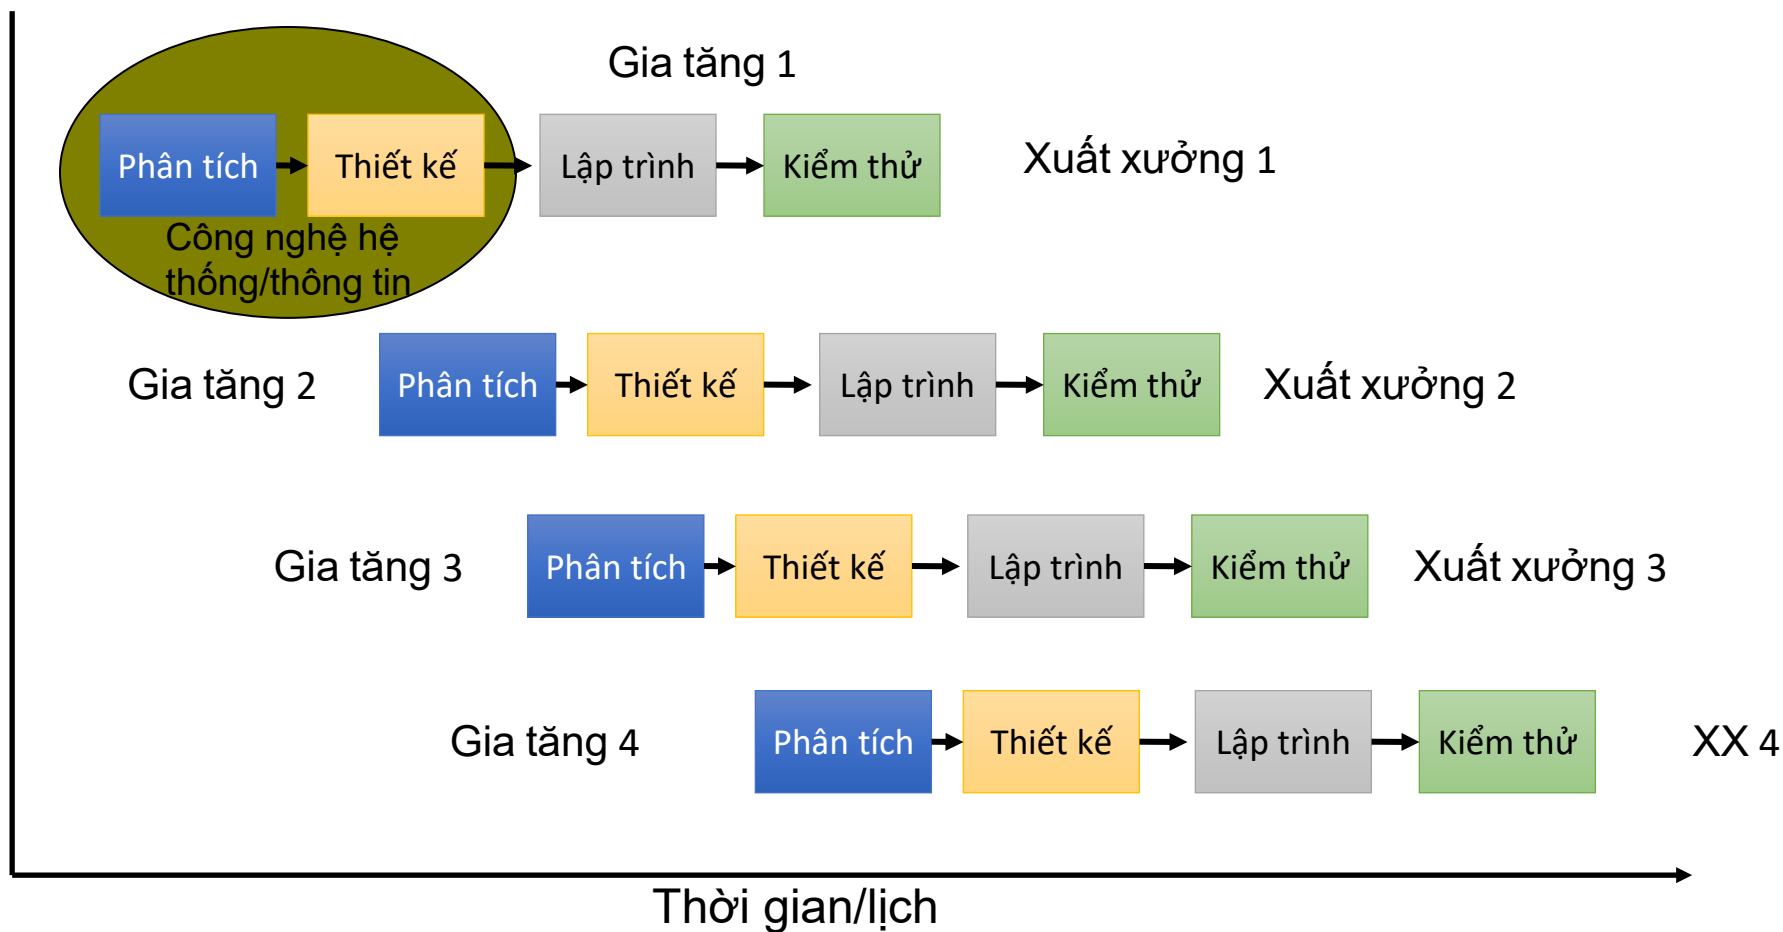 Gia tăng 1
Phân tích
Thiết kế
Lập trình
Kiểm thử
Xuất xưởng 1
Công nghệ hệ
thống/thông tin
Gia tăng 2
Phân tích
Thiết kế
Lập trình
Kiểm thử
Xuất xưởng 2
Gia tăng 3
Phân tích
Thiết kế
Lập trình
Kiểm thử
Xuất xưởng 3
Gia tăng 4
Phân tích
Thiết kế
Lập trình
Kiểm thử
XX 4
Thời gian/lịch